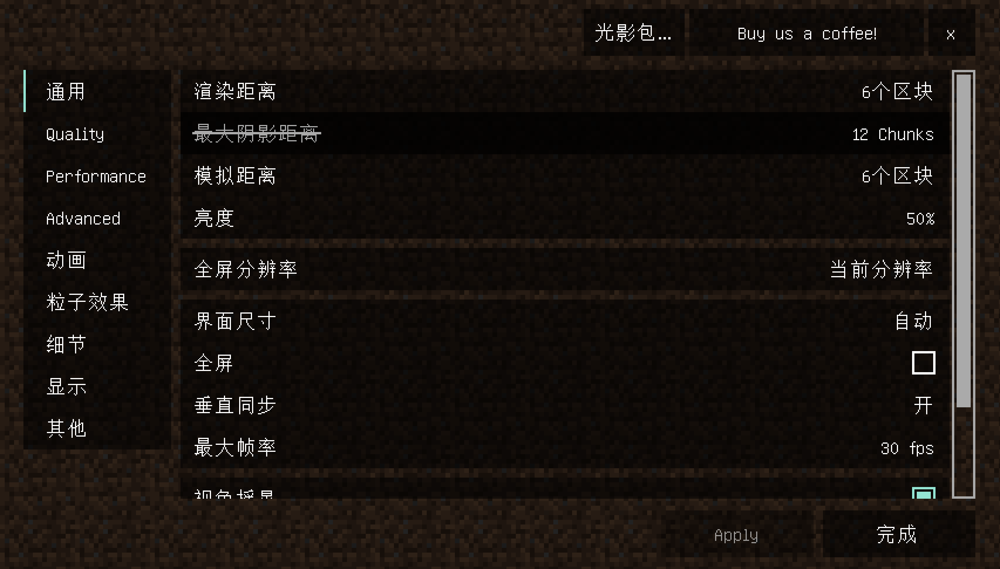 光影包...
Buy us a coffee!
x
通用
Quality
Performance
Advanced
动画
粒子效果
细节
显示
其他
渲染距离 6个区块
最大阴影距离 12 Chunks
模拟距离 6个区块
亮度 50%
全屏分辨率 当前分辨率
界面尺寸 自动
全屏
垂直同步 开
最大帧率 30 fps
视角摇晃
Apply
完成